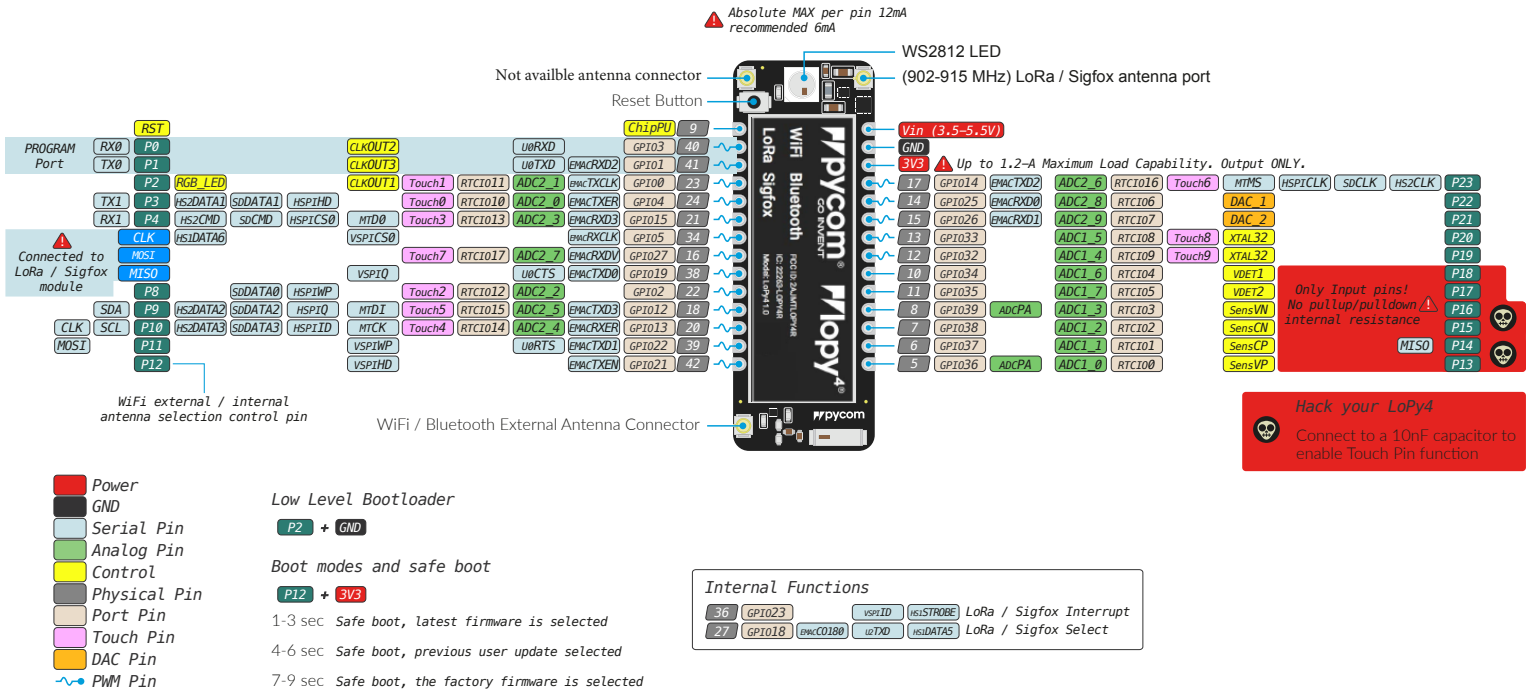 Absolute MAX per pin 12mA
recommended 6mA
WS2812 LED
Not availble antenna connector
(902-915 MHz) LoRa / Sigfox antenna port
Reset Button
RST ChipPU 9
Vin (3.5-5.5V)
PROGRAM
Port
RX0 P0 CLKOUT2 U0RXD GPIO3 40
GND
TX0 P1 CLKOUT3 U0TXD EMACRXD2 GPIO1 41
3V3 Up to 1.2-A Maximum Load Capability. Output ONLY.
P2 RGB_LED CLKOUT1 Touch1 RTCIO11 ADC2_1 EMACTXCLK GPIO0 23
17 GPIO14 EMACTXD2 ADC2_6 RTCIO16 Touch6 MTMS HSPICLK SDCLK HS2CLK P23
TX1 P3 HS2DATA1 SDDATA1 HSPIHD Touch0 RTCIO10 ADC2_0 EMACTXER GPIO4 24
14 GPIO25 EMACRXD0 ADC2_8 RTCIO6 DAC_1 P22
RX1 P4 HS2CMD SDCMD HSPICS0 MTD0 Touch3 RTCIO13 ADC2_3 EMACRXD3 GPIO15 21
15 GPIO26 EMACRXD1 ADC2_9 RTCIO7 DAC_2 P21
CLK HS1DATA6 VSPICS0 EMACRXCLK GPIO5 34
13 GPIO33 ADC1_5 RTCIO8 Touch8 XTAL32 P20
Connected to
LoRa / Sigfox
module
MOSI Touch7 RTCIO17 ADC2_7 EMACRXDV GPIO27 16
12 GPIO32 ADC1_4 RTCIO9 Touch9 XTAL32 P19
MISO VSPIQ U0CTS EMACTXD0 GPIO19 38
10 GPIO34 ADC1_6 RTCIO4 VDET1 P18
P8 SDDATA0 HSPIWP Touch2 RTCIO12 ADC2_2 GPIO2 22
11 GPIO35 ADC1_7 RTCIO5 VDET2 P17
SDA P9 HS2DATA2 SDDATA2 HSPIQ MTDI Touch5 RTCIO15 ADC2_5 EMACTXD3 GPIO12 18
8 GPIO39 ADCPA ADC1_3 RTCIO3 SensVN P16
CLK SCL P10 HS2DATA3 SDDATA3 HSPIID MTCK Touch4 RTCIO14 ADC2_4 EMACRXER GPIO13 20
7 GPIO38 ADC1_2 RTCIO2 SensCN P15
MOSI P11 VSPIWP U0RTS EMACTXD1 GPIO22 39
6 GPIO37 ADC1_1 RTCIO1 SensCP MISO P14
P12 VSPIHD EMACTXEN GPIO21 42
5 GPIO36 ADCPA ADC1_0 RTCIO0 SensVP P13
Only Input pins!
No pullup/pulldown
internal resistance
pycom
GO INVENT
lopy4®
WiFi Bluetooth
LoRa Sigfox
FCC ID: 2AJMTLOPY4R
IC: 22263-LOPY4R
Model: LoPy4 1.0
pycom
WiFi external / internal
antenna selection control pin
WiFi / Bluetooth External Antenna Connector
Hack your LoPy4
Connect to a 10nF capacitor to
enable Touch Pin function
Power
GND
Serial Pin
Analog Pin
Control
Physical Pin
Port Pin
Touch Pin
DAC Pin
PWM Pin
Low Level Bootloader
P2 + GND
Boot modes and safe boot
P12 + 3V3
1-3 sec Safe boot, latest firmware is selected
4-6 sec Safe boot, previous user update selected
7-9 sec Safe boot, the factory firmware is selected
Internal Functions
36 GPIO23 VSPIID HS1STROBE LoRa / Sigfox Interrupt
27 GPIO18 EMACCO180 U2TXD HS1DATA5 LoRa / Sigfox Select